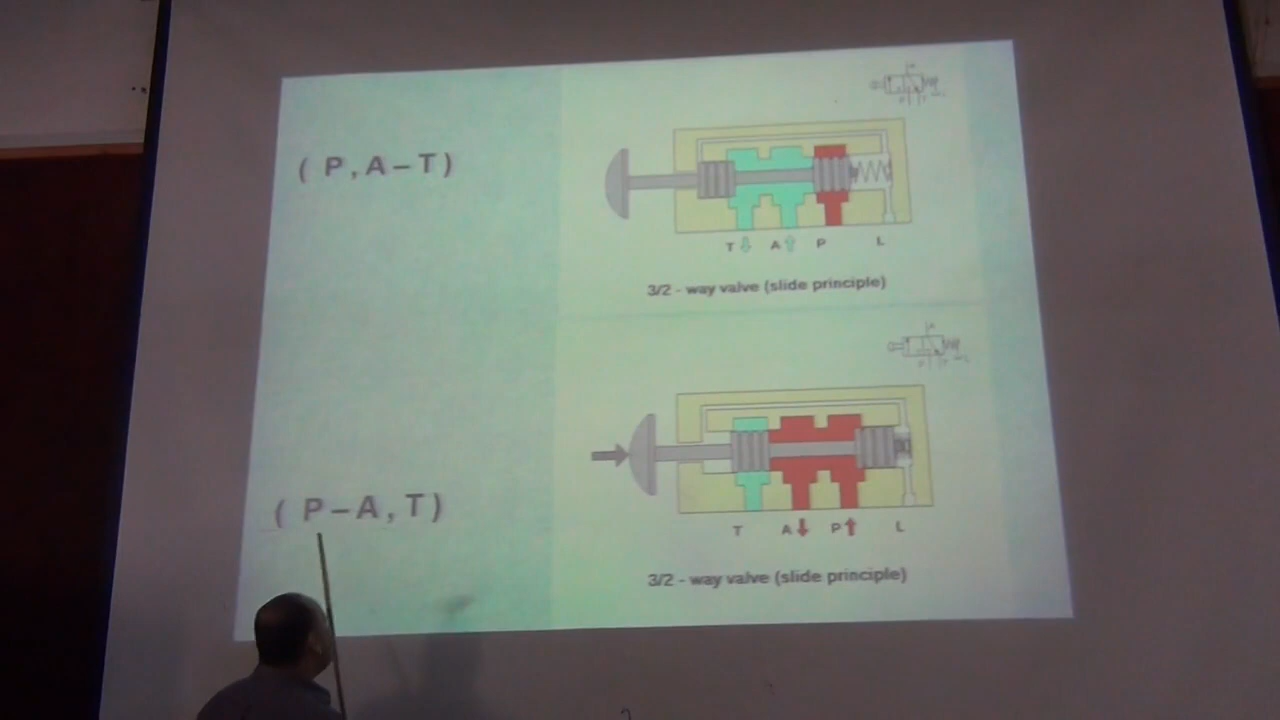 ( P , A – T )
T A P L
3/2 - way valve (slide principle)
( P – A , T )
T A P L
3/2 - way valve (slide principle)